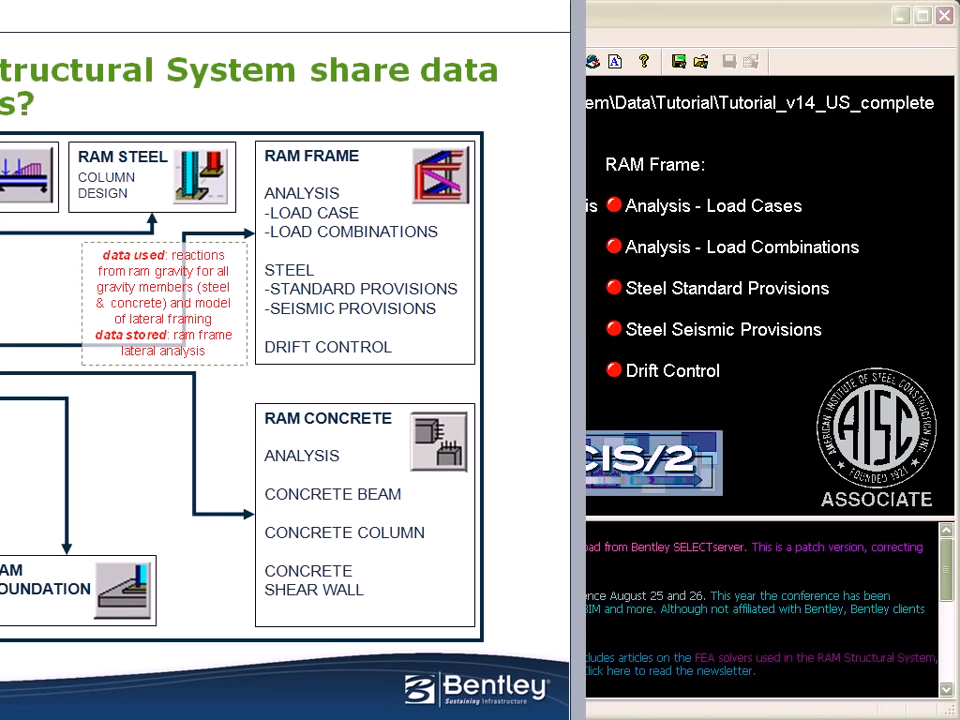 tructural System share data
s?
RAM STEEL
COLUMN
DESIGN
RAM FRAME
ANALYSIS
-LOAD CASE
-LOAD COMBINATIONS
STEEL
-STANDARD PROVISIONS
-SEISMIC PROVISIONS
DRIFT CONTROL
data used: reactions
from ram gravity for all
gravity members (steel
& concrete) and model
of lateral framing
data stored: ram frame
lateral analysis
RAM CONCRETE
ANALYSIS
CONCRETE BEAM
CONCRETE COLUMN
CONCRETE
SHEAR WALL
AM
OUNDATION
Bentley
Sustaining Infrastructure
em\Data\Tutorial\Tutorial_v14_US_complete
RAM Frame:
is Analysis - Load Cases
Analysis - Load Combinations
Steel Standard Provisions
Steel Seismic Provisions
Drift Control
CIS/2
AMERICAN INSTITUTE OF STEEL CONSTRUCTION INC.
AISC
FOUNDED 1921
ASSOCIATE
oad from Bentley SELECTserver. This is a patch version, correcting
ence August 25 and 26. This year the conference has been
BIM and more. Although not affiliated with Bentley, Bentley clients
cludes articles on the FEA solvers used in the RAM Structural System,
Click here to read the newsletter.